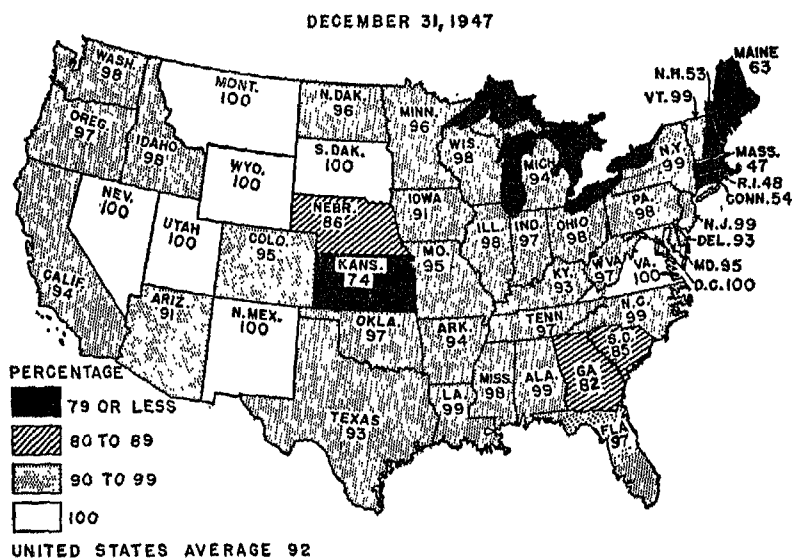 DECEMBER 31, 1947
WASH.
98
OREG.
97
IDAHO
98
MONT.
100
N.DAK.
96
MINN.
96
WIS.
98
MICH.
94
N.H.53
VT. 99
MAINE
63
N.Y.
99
MASS.
47
R.I.48
CONN.54
S.DAK.
100
WYO.
100
NEV.
100
UTAH
100
NEBR.
86
IOWA
91
ILL.
98
IND.
97
OHIO
98
PA.
98
N.J.99
DEL.93
MD.95
D.C.100
CALIF.
94
COLO.
95
KANS.
74
MO.
95
KY.
93
W.VA.
97
VA.
100
ARIZ.
91
N.MEX.
100
OKLA.
97
ARK.
94
TENN.
97
N.C.
99
S.C.
85
TEXAS
93
LA.
99
MISS.
98
ALA.
99
GA.
82
FLA.
97
PERCENTAGE
79 OR LESS
80 TO 89
90 TO 99
100
UNITED STATES AVERAGE 92